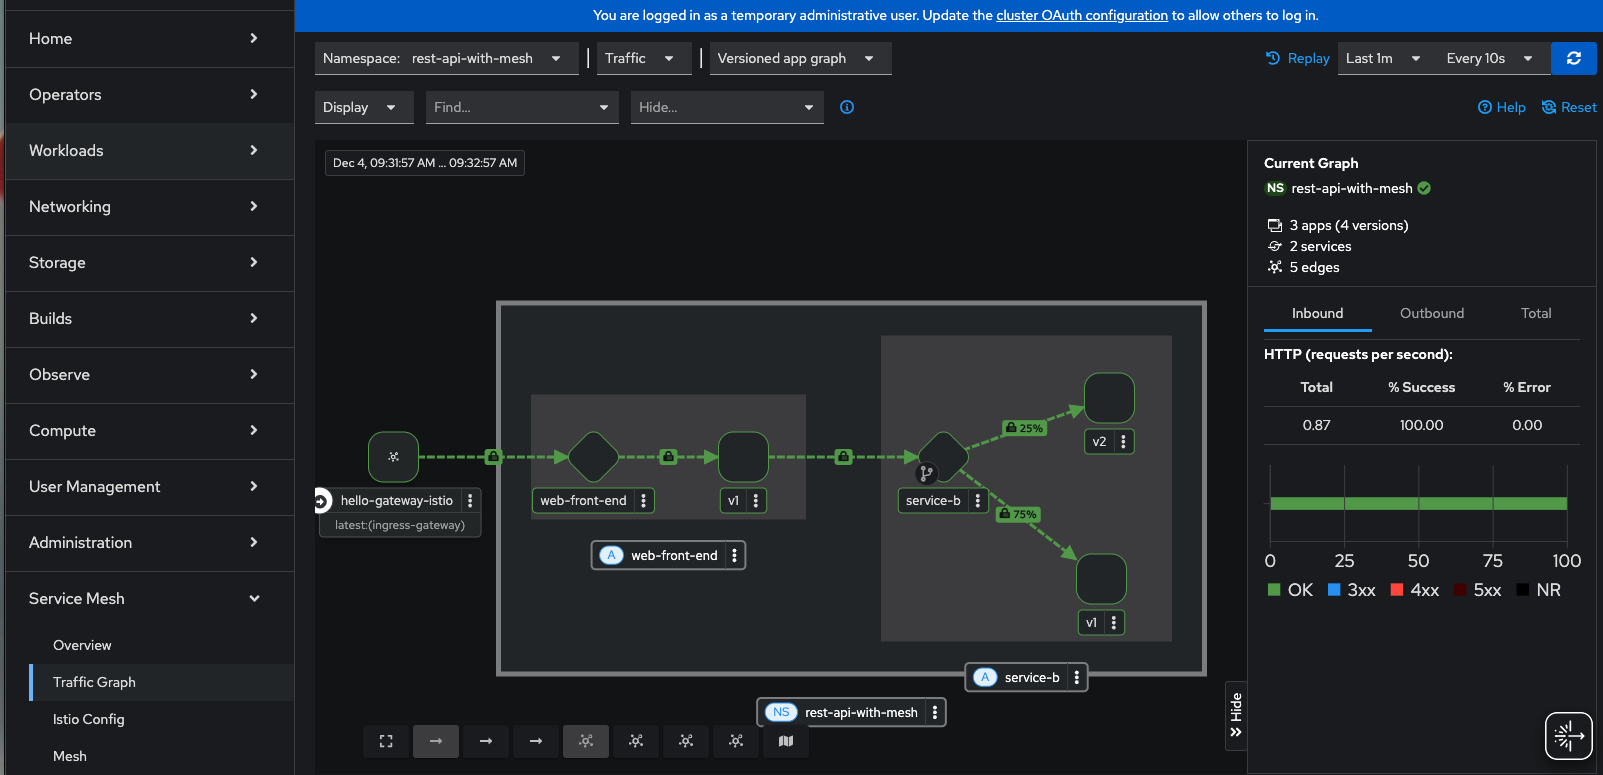 You are logged in as a temporary administrative user. Update the cluster OAuth configuration to allow others to log in.
Home
Operators
Workloads
Networking
Storage
Builds
Observe
Compute
User Management
Administration
Service Mesh
Overview
Traffic Graph
Istio Config
Mesh
Namespace: rest-api-with-mesh
Traffic
Versioned app graph
Replay
Last 1m
Every 10s
Display
Find...
Hide...
Help
Reset
Dec 4, 09:31:57 AM ... 09:32:57 AM
hello-gateway-istio
latest:(ingress-gateway)
web-front-end
v1
A web-front-end
service-b
25%
v2
75%
v1
A service-b
NS rest-api-with-mesh
Hide
Current Graph
NS rest-api-with-mesh
3 apps (4 versions)
2 services
5 edges
Inbound Outbound Total
HTTP (requests per second):
Total % Success % Error
0.87 100.00 0.00
0 25 50 75 100
OK 3xx 4xx 5xx NR